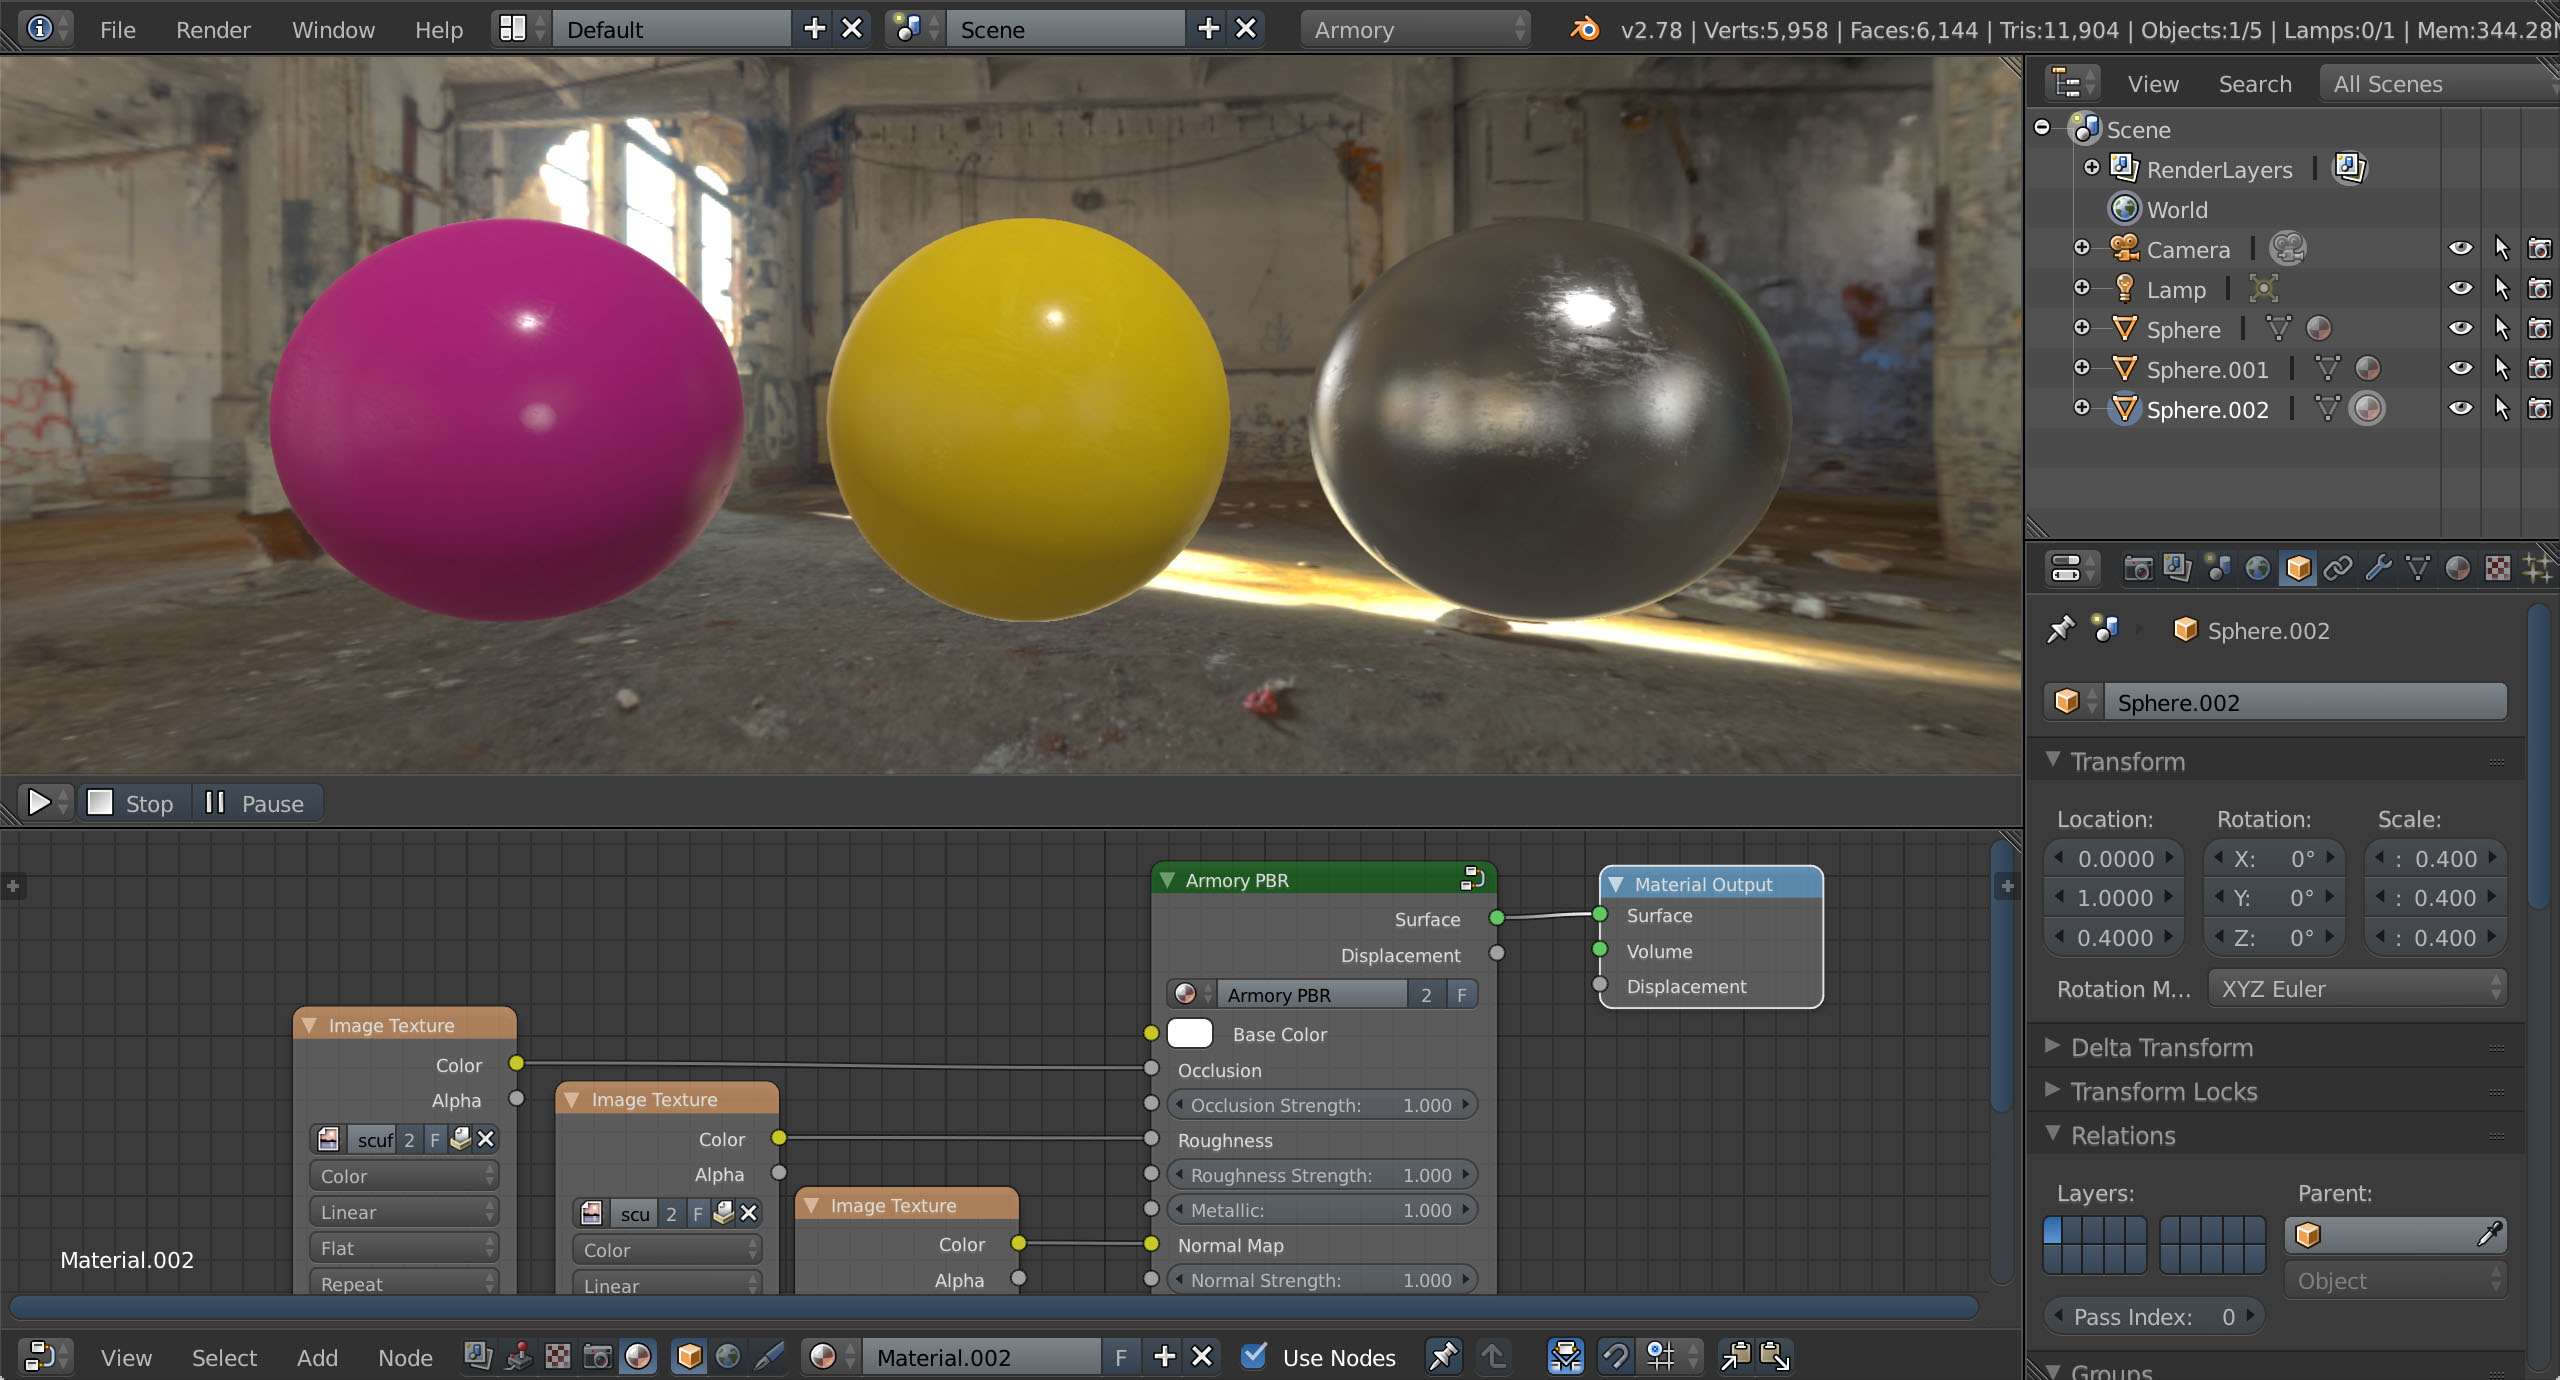 File Render Window Help Default Scene Armory v2.78 | Verts:5,958 | Faces:6,144 | Tris:11,904 | Objects:1/5 | Lamps:0/1 | Mem:344.28
View Search All Scenes
Scene
RenderLayers
World
Camera
Lamp
Sphere
Sphere.001
Sphere.002
Sphere.002
Sphere.002
Transform
Location: Rotation: Scale:
0.0000 X: 0° : 0.400
1.0000 Y: 0° : 0.400
0.4000 Z: 0° : 0.400
Rotation M... XYZ Euler
Delta Transform
Transform Locks
Relations
Layers: Parent:
Object
Pass Index: 0
Groups
Stop Pause
Image Texture
Color
Alpha
scuf 2 F
Color
Linear
Flat
Repeat
Image Texture
Color
Alpha
scu 2 F
Color
Linear
Image Texture
Color
Alpha
Armory PBR
Surface
Displacement
Armory PBR 2 F
Base Color
Occlusion
Occlusion Strength: 1.000
Roughness
Roughness Strength: 1.000
Metallic: 1.000
Normal Map
Normal Strength: 1.000
Material Output
Surface
Volume
Displacement
Material.002
View Select Add Node Material.002 F Use Nodes